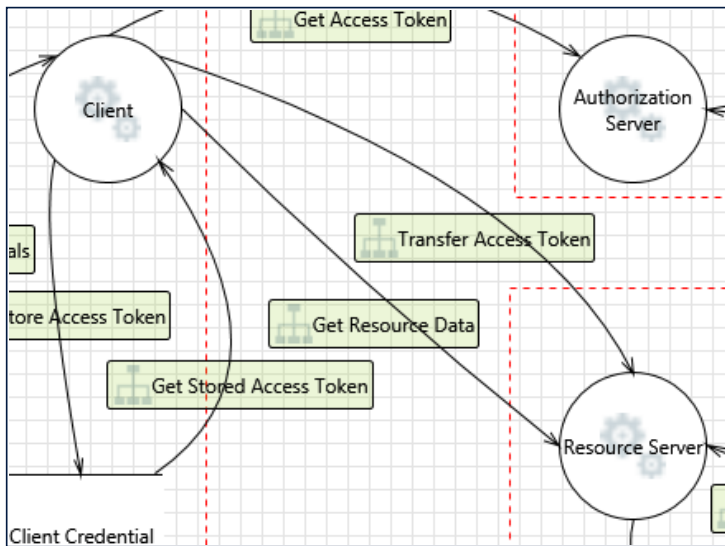 Get Access Token
Client
Authorization
Server
Transfer Access Token
als
tore Access Token
Get Resource Data
Get Stored Access Token
Resource Server
Client Credential